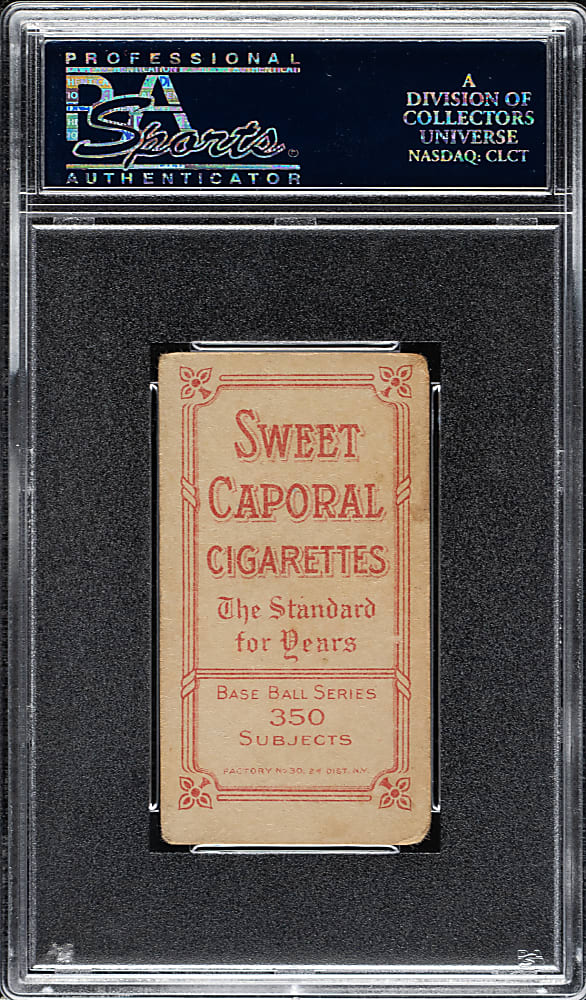 PROFESSIONAL
PSA
Sports
AUTHENTICATOR
A
DIVISION OF
COLLECTORS
UNIVERSE
NASDAQ: CLCT
SWEET
CAPORAL
CIGARETTES
The Standard
for Years
BASE BALL SERIES
350
SUBJECTS
FACTORY No 30, 2d DIST. N.Y.